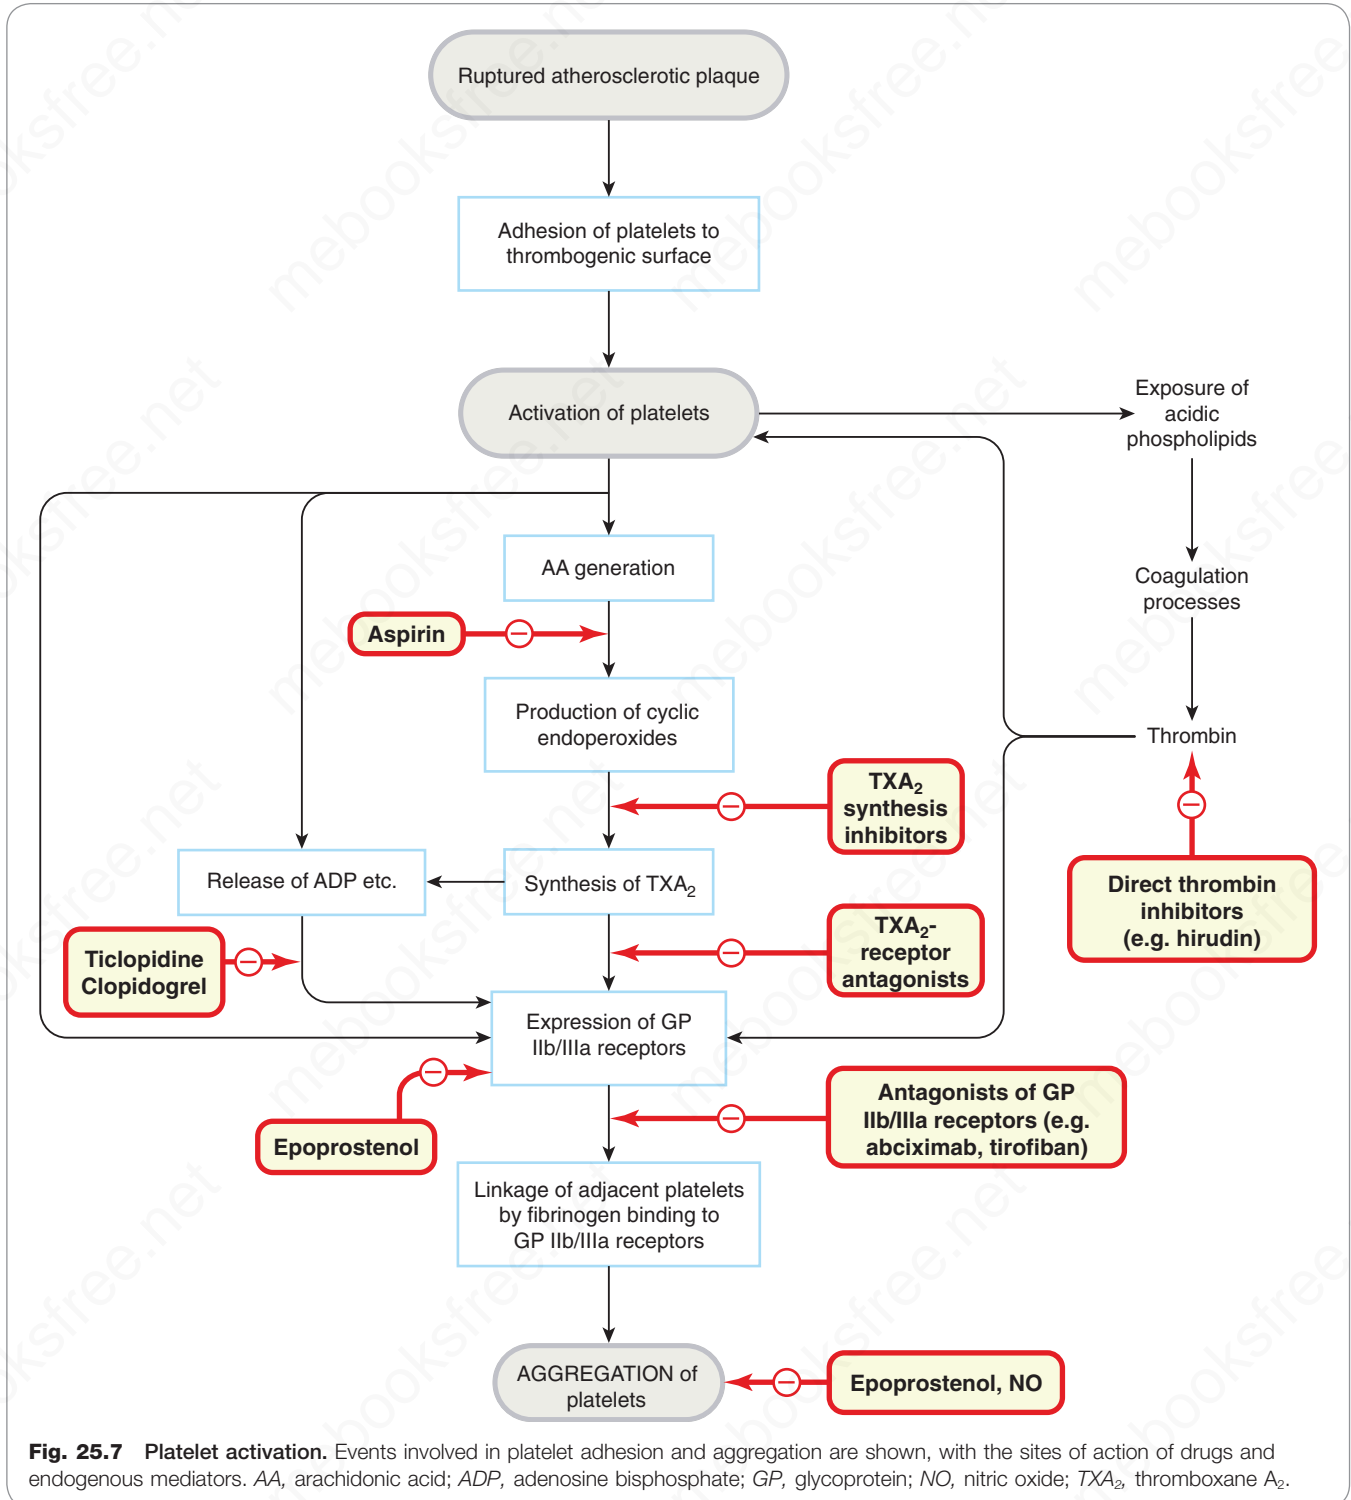 Ruptured atherosclerotic plaque
Adhesion of platelets to
thrombogenic surface
Activation of platelets
Exposure of
acidic
phospholipids
AA generation
Coagulation
processes
Aspirin
Production of cyclic
endoperoxides
Thrombin
TXA₂
synthesis
inhibitors
Release of ADP etc.
Synthesis of TXA₂
Direct thrombin
inhibitors
(e.g. hirudin)
TXA₂-
receptor
antagonists
Ticlopidine
Clopidogrel
Expression of GP
IIb/IIIa receptors
Antagonists of GP
IIb/IIIa receptors (e.g.
abciximab, tirofiban)
Epoprostenol
Linkage of adjacent platelets
by fibrinogen binding to
GP IIb/IIIa receptors
AGGREGATION of
platelets
Epoprostenol, NO
Fig. 25.7 Platelet activation. Events involved in platelet adhesion and aggregation are shown, with the sites of action of drugs and
endogenous mediators. AA, arachidonic acid; ADP, adenosine bisphosphate; GP, glycoprotein; NO, nitric oxide; TXA₂, thromboxane A₂.
mebooksfree.net